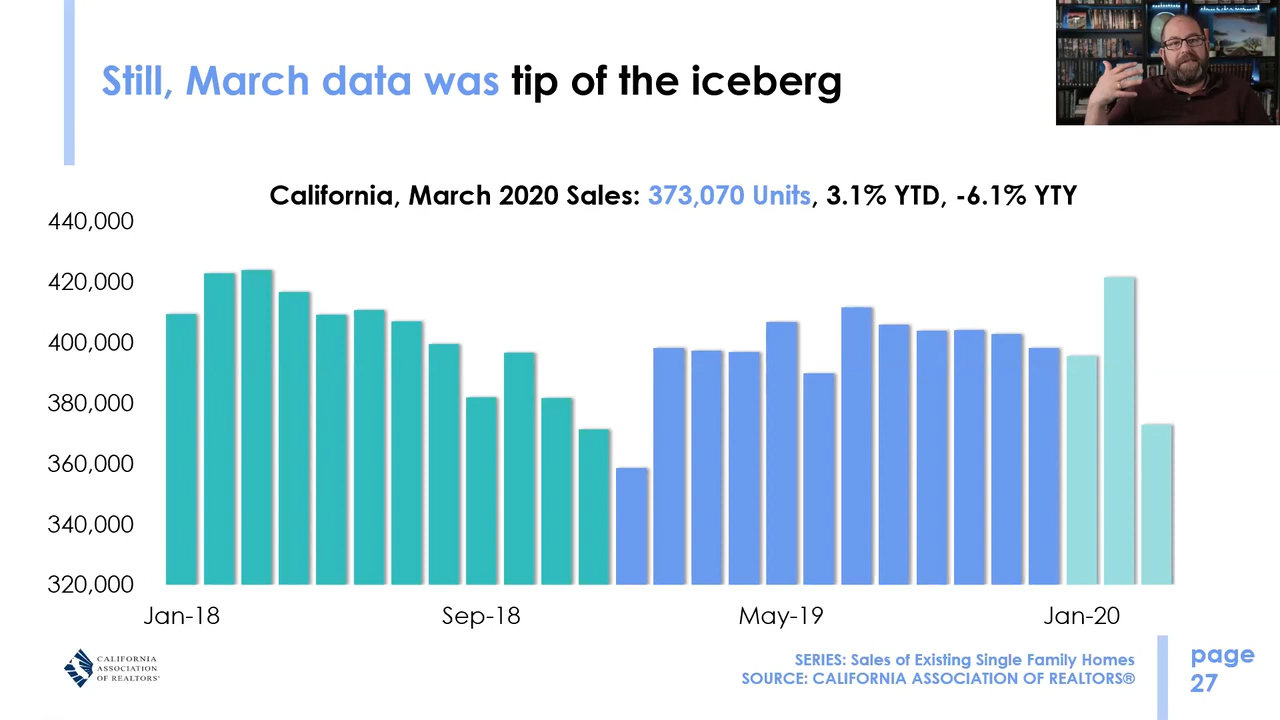 Still, March data was tip of the iceberg
California, March 2020 Sales: 373,070 Units, 3.1% YTD, -6.1% YTY
440,000
420,000
400,000
380,000
360,000
340,000
320,000
Jan-18
Sep-18
May-19
Jan-20
CALIFORNIA
ASSOCIATION
OF REALTORS®
SERIES: Sales of Existing Single Family Homes
SOURCE: CALIFORNIA ASSOCIATION OF REALTORS®
page
27